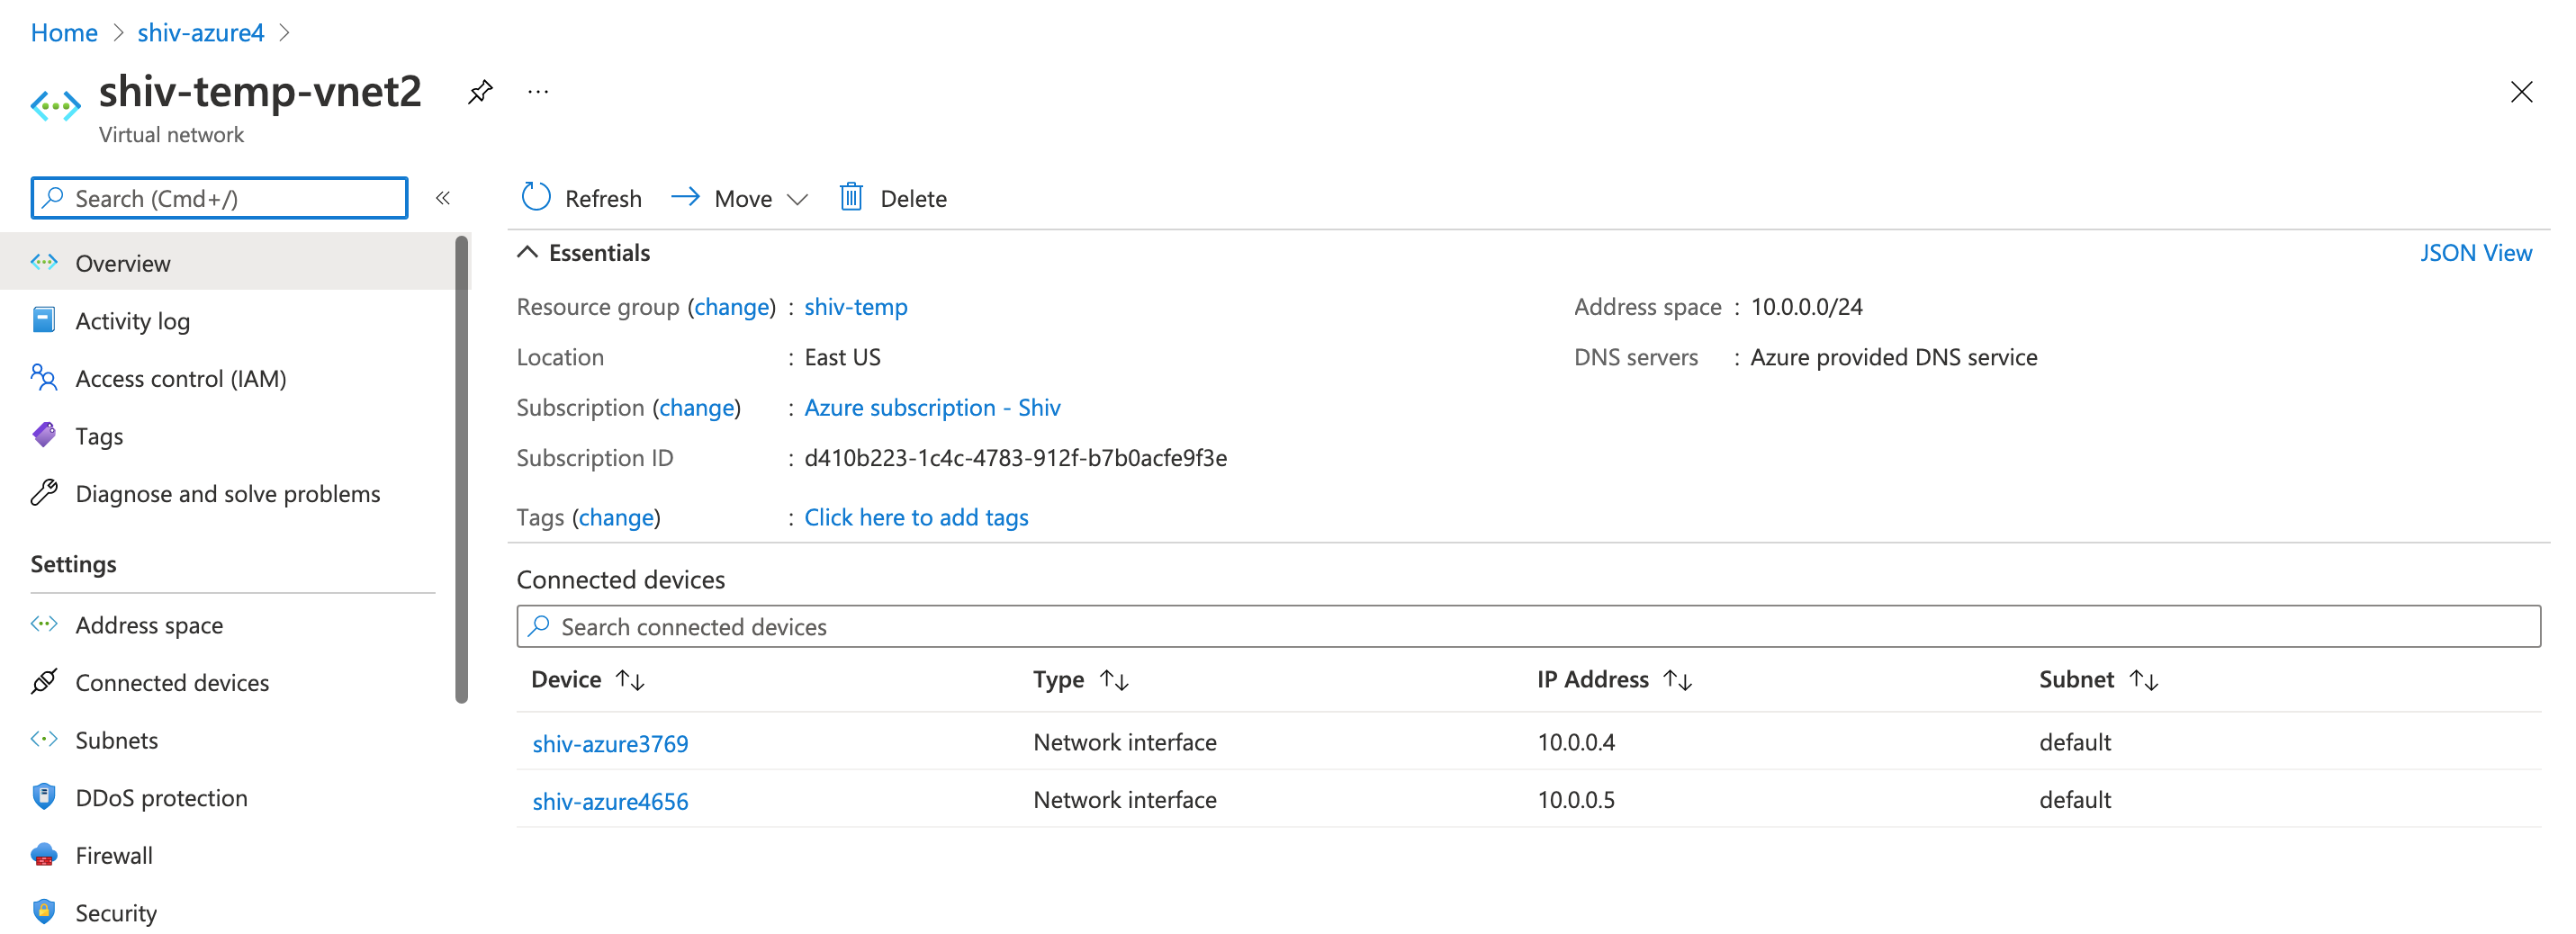 Home > shiv-azure4 >
shiv-temp-vnet2 ...
Virtual network
Search (Cmd+/) «
Overview
Activity log
Access control (IAM)
Tags
Diagnose and solve problems
Settings
Address space
Connected devices
Subnets
DDoS protection
Firewall
Security
Refresh Move Delete
Essentials JSON View
Resource group (change) : shiv-temp
Location : East US
Subscription (change) : Azure subscription - Shiv
Subscription ID : d410b223-1c4c-4783-912f-b7b0acfe9f3e
Tags (change) : Click here to add tags
Address space : 10.0.0.0/24
DNS servers : Azure provided DNS service
Connected devices
Search connected devices
Device ↑↓ Type ↑↓ IP Address ↑↓ Subnet ↑↓
shiv-azure3769 Network interface 10.0.0.4 default
shiv-azure4656 Network interface 10.0.0.5 default